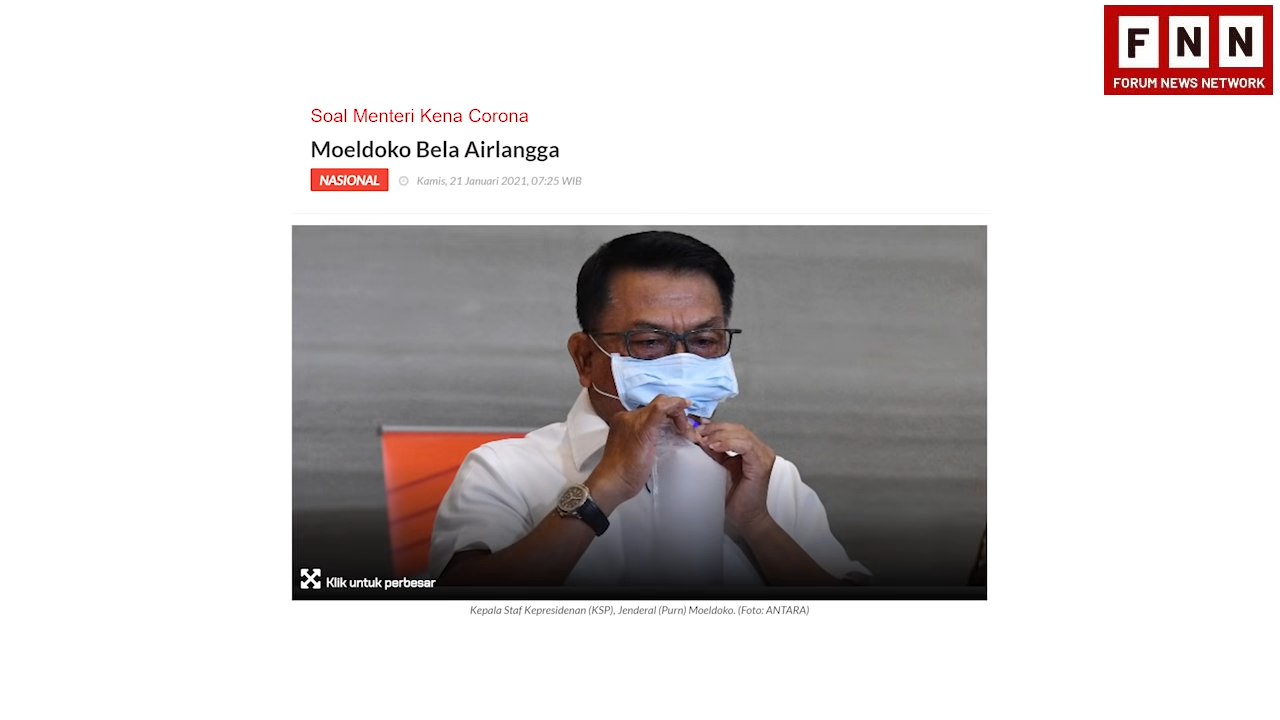 FNN
FORUM NEWS NETWORK
Soal Menteri Kena Corona
Moeldoko Bela Airlangga
NASIONAL Kamis, 21 Januari 2021, 07:25 WIB
Klik untuk perbesar
Kepala Staf Kepresidenan (KSP), Jenderal (Purn) Moeldoko. (Foto: ANTARA)